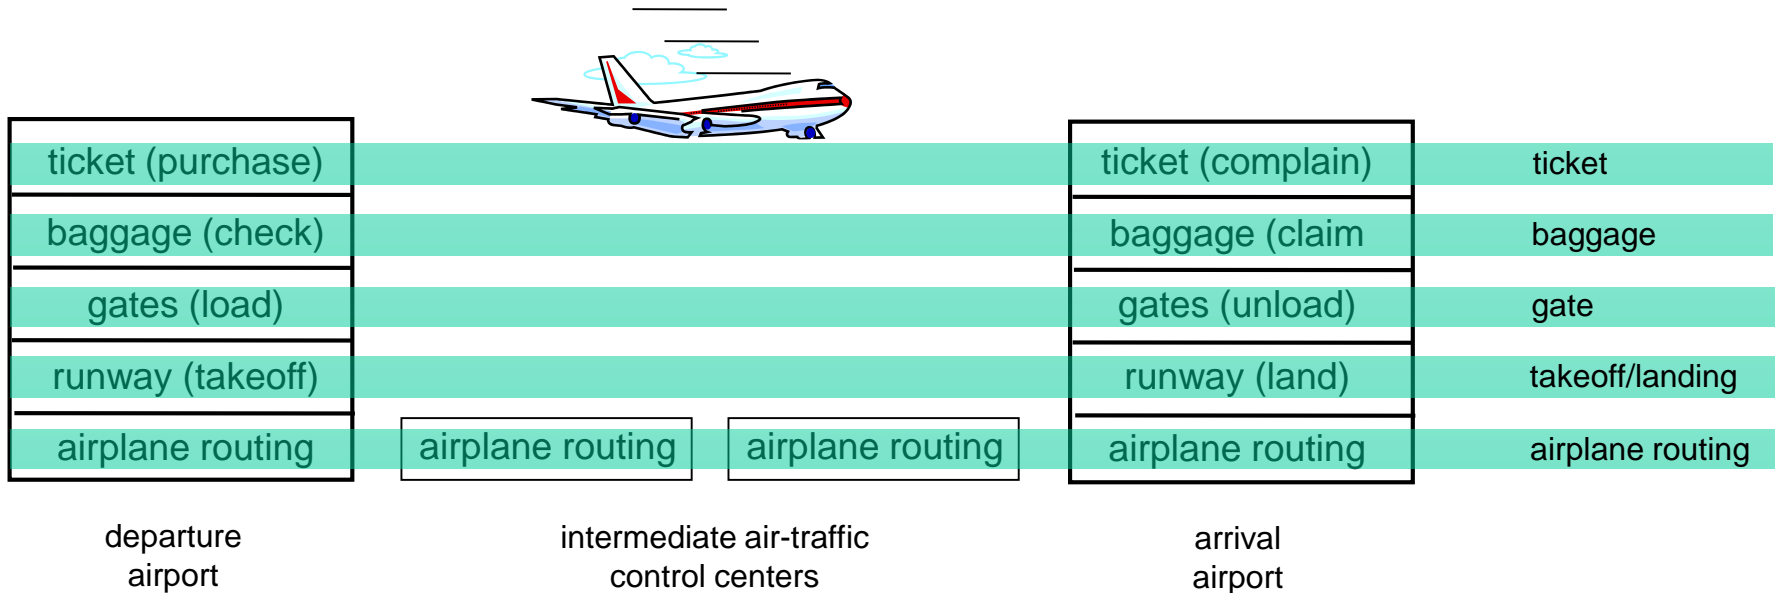 ticket (purchase) ticket (complain) ticket
baggage (check) baggage (claim baggage
gates (load) gates (unload) gate
runway (takeoff) runway (land) takeoff/landing
airplane routing airplane routing airplane routing airplane routing airplane routing
departure
airport
intermediate air-traffic
control centers
arrival
airport